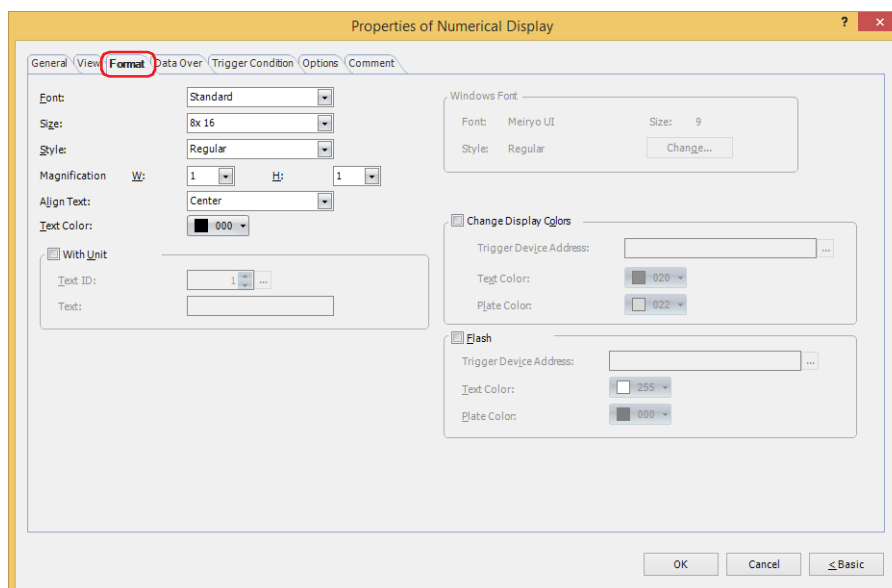 Properties of Numerical Display
? ×
General View Format Data Over Trigger Condition Options Comment
Font: Standard
Size: 8x 16
Style: Regular
Magnification W: 1 H: 1
Align Text: Center
Text Color: 000
With Unit
Text ID: 1 ...
Text:
Windows Font
Font: Meiryo UI Size: 9
Style: Regular Change...
Change Display Colors
Trigger Device Address: ...
Text Color: 020
Plate Color: 022
Flash
Trigger Device Address: ...
Text Color: 255
Plate Color: 000
OK Cancel < Basic